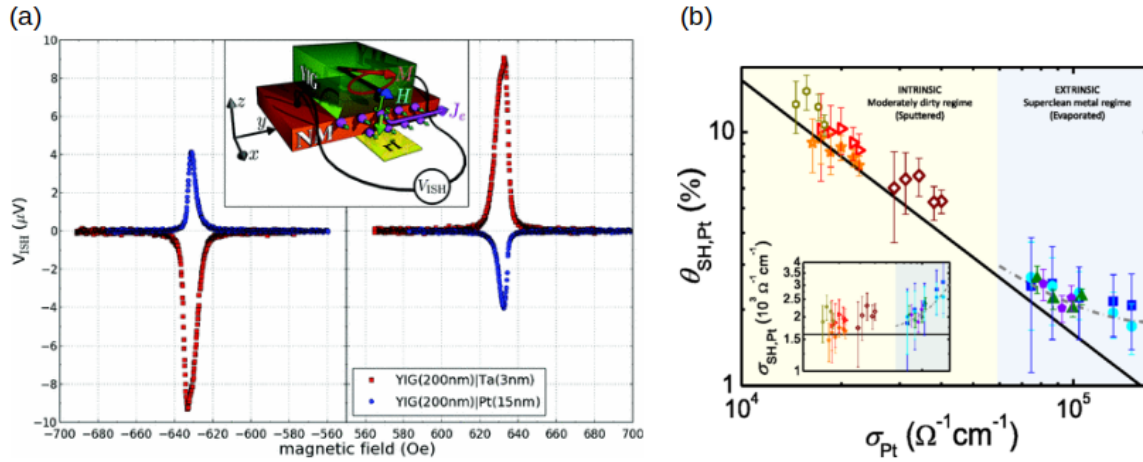 (a)
10
8
6
4
2
0
−2
−4
−6
−8
−10
V_ISH (μV)
−700 −680 −660 −640 −620 −600 −580 −560 −540 560 580 600 620 640 660 680 700
magnetic field (Oe)
YIG(200nm)|Ta(3nm)
YIG(200nm)|Pt(15nm)
YIG
M
H
J_e
NM
z
y
x
V_ISH
(b)
INTRINSIC
Moderately dirty regime
(Sputtered)
EXTRINSIC
Superclean metal regime
(Evaporated)
10
1
θ_SH,Pt (%)
10^4
10^5
σ_Pt (Ω^-1cm^-1)
σ_SH,Pt (10^3 Ω^-1 cm^-1)
4
3.5
3
2.5
2
1.5
1